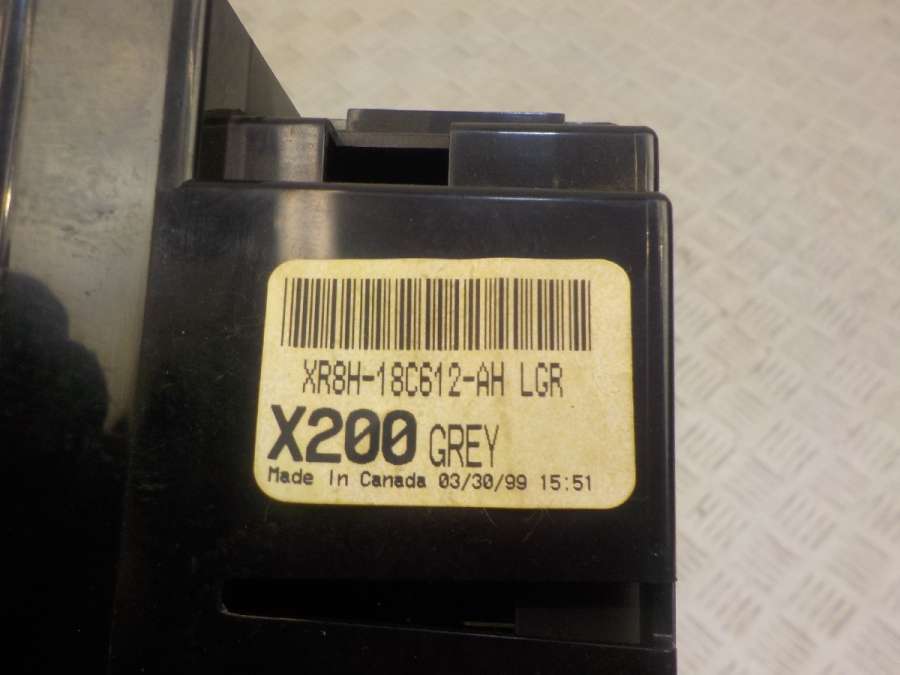 XR8H-18C612-AH LGR
X200 GREY
Made In Canada 03/30/99 15:51